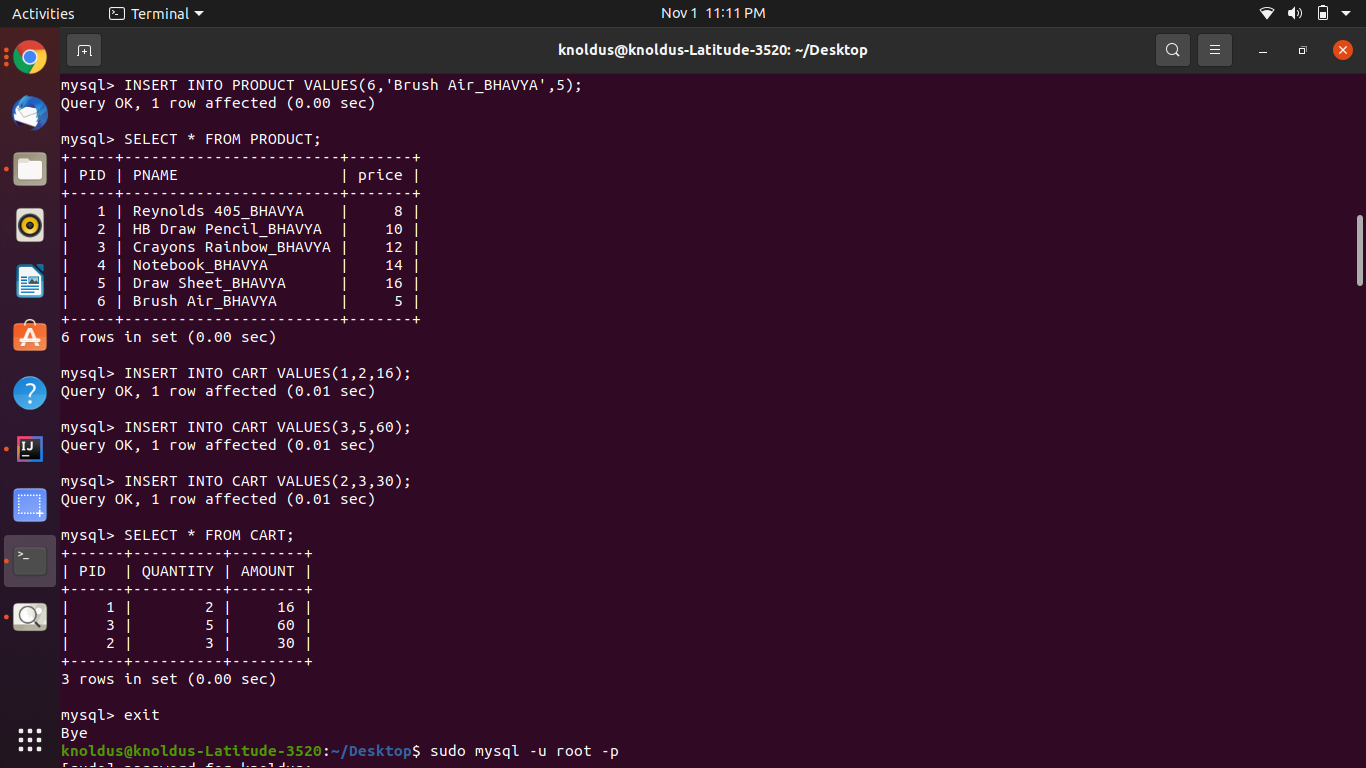 Activities
Terminal
Nov 1  11:11 PM
knoldus@knoldus-Latitude-3520: ~/Desktop
mysql> INSERT INTO PRODUCT VALUES(6,'Brush Air_BHAVYA',5);
Query OK, 1 row affected (0.00 sec)
mysql> SELECT * FROM PRODUCT;
+-----+------------------------+-------+
| PID | PNAME                  | price |
+-----+------------------------+-------+
|   1 | Reynolds 405_BHAVYA    |     8 |
|   2 | HB Draw Pencil_BHAVYA  |    10 |
|   3 | Crayons Rainbow_BHAVYA |    12 |
|   4 | Notebook_BHAVYA        |    14 |
|   5 | Draw Sheet_BHAVYA      |    16 |
|   6 | Brush Air_BHAVYA       |     5 |
+-----+------------------------+-------+
6 rows in set (0.00 sec)
mysql> INSERT INTO CART VALUES(1,2,16);
Query OK, 1 row affected (0.01 sec)
mysql> INSERT INTO CART VALUES(3,5,60);
Query OK, 1 row affected (0.01 sec)
mysql> INSERT INTO CART VALUES(2,3,30);
Query OK, 1 row affected (0.01 sec)
mysql> SELECT * FROM CART;
+------+----------+--------+
| PID  | QUANTITY | AMOUNT |
+------+----------+--------+
|    1 |        2 |     16 |
|    3 |        5 |     60 |
|    2 |        3 |     30 |
+------+----------+--------+
3 rows in set (0.00 sec)
mysql> exit
Bye
knoldus@knoldus-Latitude-3520:~/Desktop$ sudo mysql -u root -p
[sudo] password for knoldus: